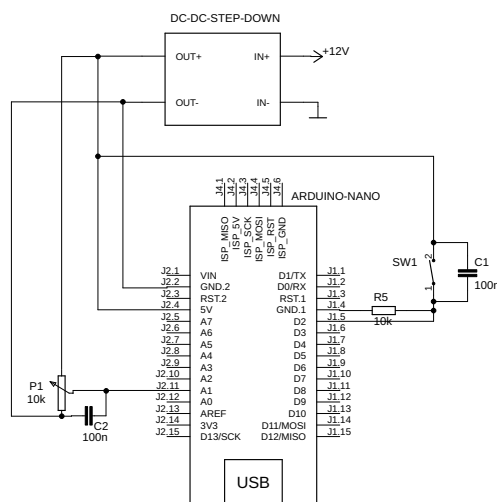 DC-DC-STEP-DOWN
OUT+ IN+ +12V
OUT- IN-
J4.1 J4.2 J4.3 J4.4 J4.5 J4.6
ARDUINO-NANO
ISP_MISO ISP_5V ISP_SCK ISP_MOSI ISP_RST ISP_GND
SW1 2 1
C1
100n
R5
10k
J2.1 VIN D1/TX J1.1
J2.2 GND.2 D0/RX J1.2
J2.3 RST.2 RST.1 J1.3
J2.4 5V GND.1 J1.4
J2.5 A7 D2 J1.5
J2.6 A6 D3 J1.6
J2.7 A5 D4 J1.7
J2.8 A4 D5 J1.8
J2.9 A3 D6 J1.9
J2.10 A2 D7 J1.10
J2.11 A1 D8 J1.11
J2.12 A0 D9 J1.12
J2.13 AREF D10 J1.13
J2.14 3V3 D11/MOSI J1.14
J2.15 D13/SCK D12/MISO J1.15
P1
10k
C2
100n
USB